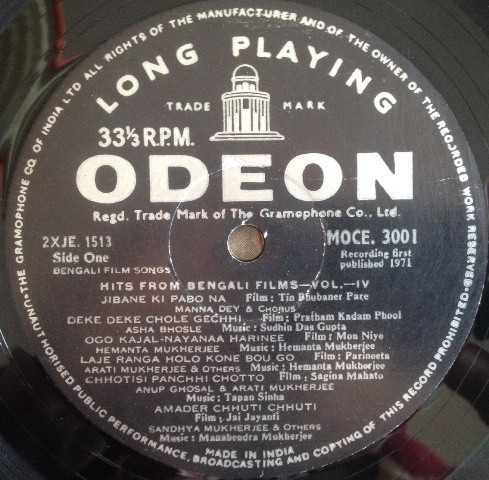 UNAUTHORISED PUBLIC PERFORMANCE, BROADCASTING AND COPYING OF THIS RECORD PROHIBITED
THE GRAMOPHONE CO. OF INDIA LTD ALL RIGHTS OF THE MANUFACTURER AND OF THE OWNER OF THE RECORDED WORK RESERVED
LONG PLAYING
TRADE MARK
33⅓ R.P.M.
ODEON
Regd. Trade Mark of The Gramophone Co., Ltd.
2XJE. 1513 MOCE. 3001
Side One Recording first
BENGALI FILM SONGS published 1971
HITS FROM BENGALI FILMS—VOL.—IV
JIBANE KI PABO NA Film: Tin Bhubaner Pare
MANNA DEY & CHORUS
DEKE DEKE CHOLE GECHHI Film: Pratham Kadam Phool
ASHA BHOSLE Music: Sudhin Das Gupta
OGO KAJAL-NAYANAA HARINEE Film: Mon Niye
HEMANTA MUKHERJEE Music: Hemanta Mukherjee
LAJE RANGA HOLO KONE BOU GO Film: Parineeta
ARATI MUKHERJEE & OTHERS Music: Hemanta Mukherjee
CHHOTISI PANCHHI CHOTTO Film: Sagina Mahato
ANUP GHOSAL & ARATI MUKHERJEE
Music: Tapan Sinha
AMADER CHHUTI CHHUTI
Film: Jai Jayanti
SANDHYA MUKHERJEE & OTHERS
Music: Manabendra Mukherjee
MADE IN INDIA